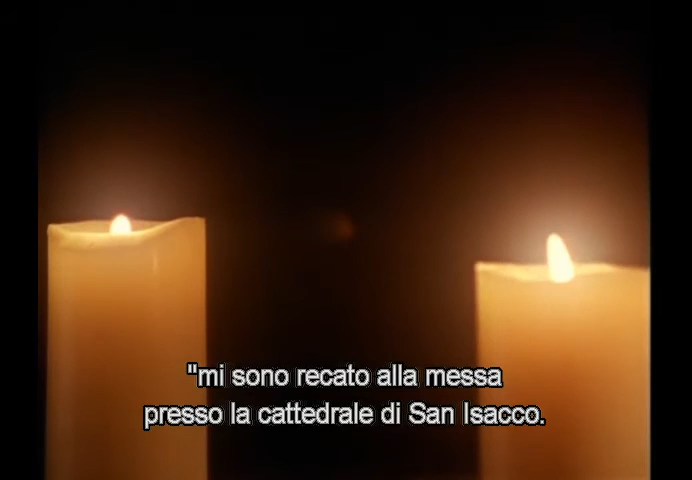 "mi sono recato alla messa
presso la cattedrale di San Isacco.